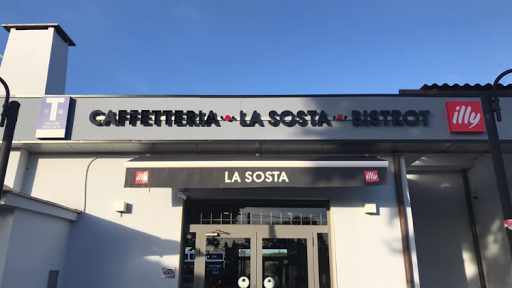 T
CAFFETTERIA LA SOSTA BISTROT
illy
illy
LA SOSTA
illy